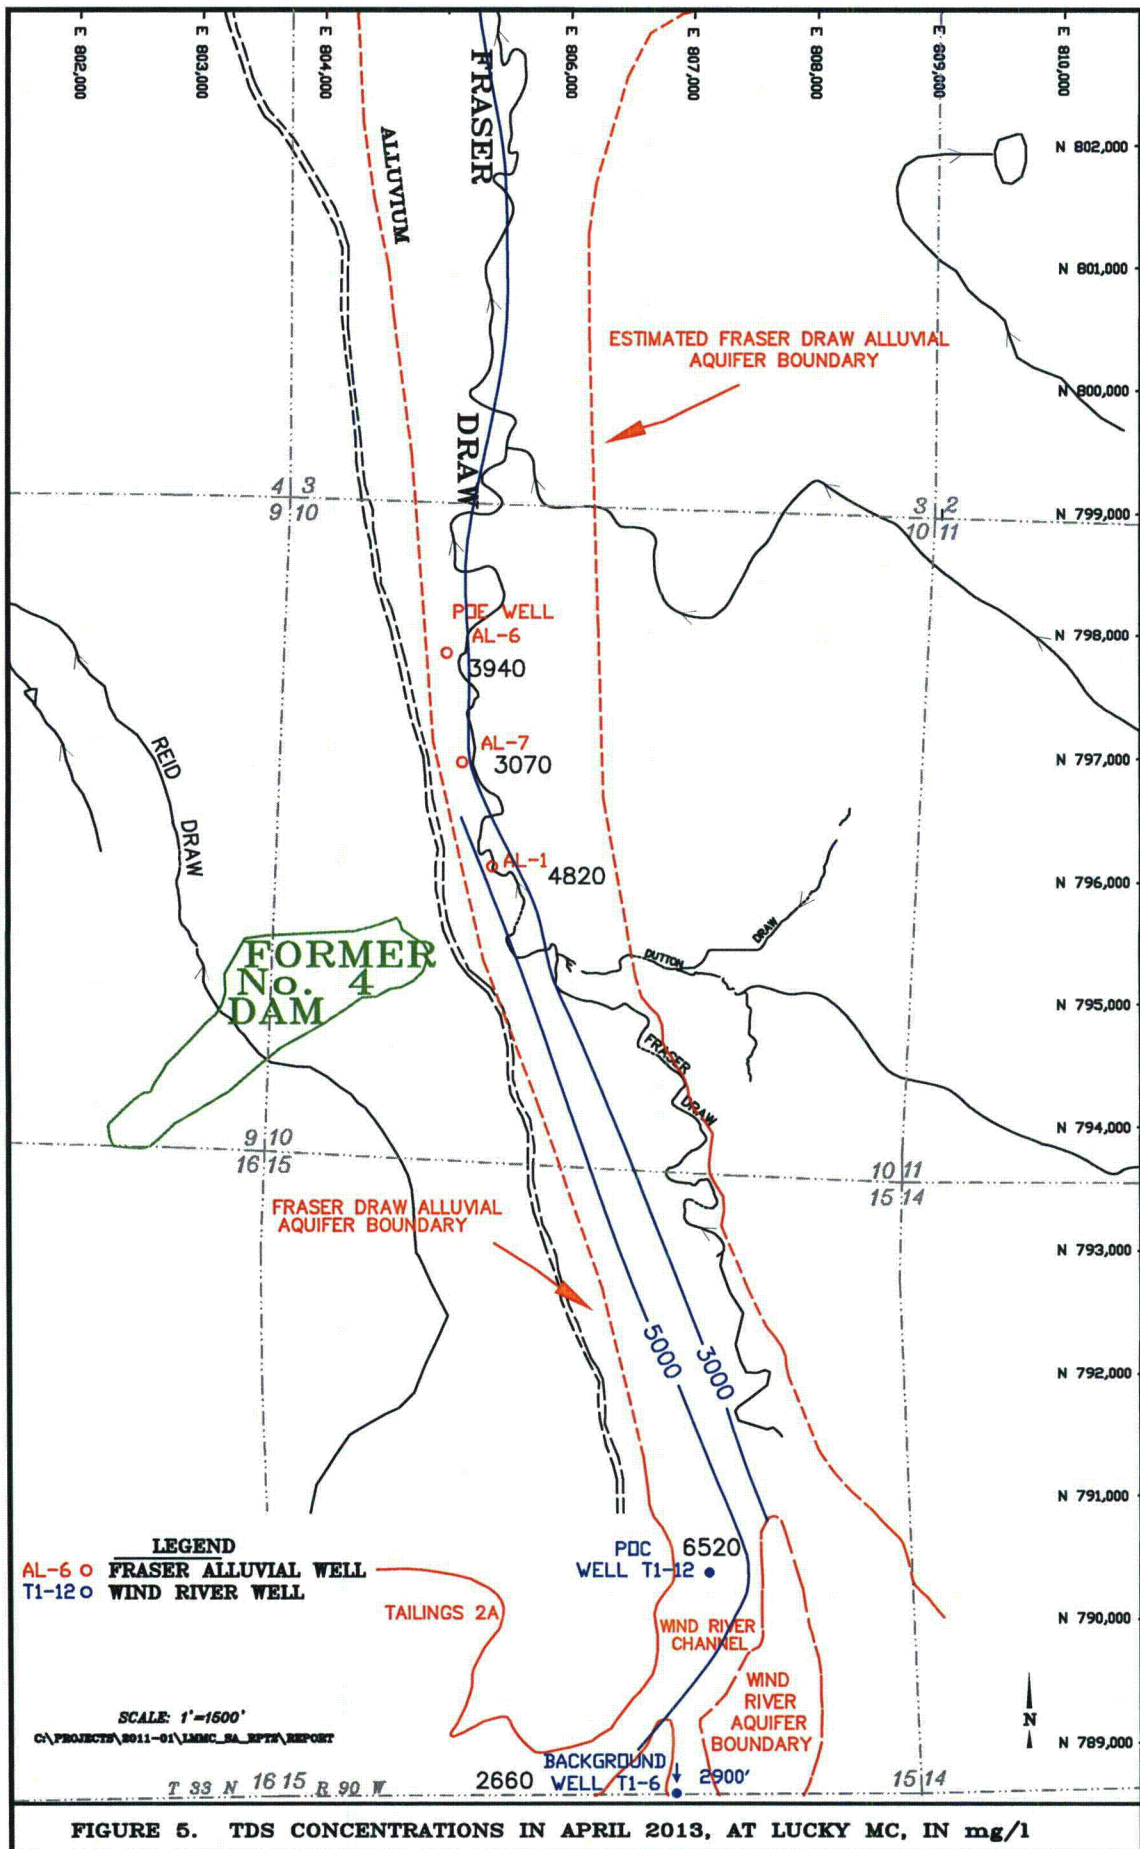 E 802,000
E 803,000
E 804,000
E 806,000
E 807,000
E 808,000
E 809,000
E 810,000
N 802,000
FRASER
ALLUVIUM
N 801,000
ESTIMATED FRASER DRAW ALLUVIAL
AQUIFER BOUNDARY
N 800,000
DRAW
4 3
9 10
3 2
10 11
N 799,000
POE WELL
AL-6
3940
N 798,000
AL-7
3070
N 797,000
REID
DRAW
AL-1
4820
N 796,000
FORMER
No. 4
DAM
DUTTON
DRAW
N 795,000
FRASER
DRAW
N 794,000
9 10
16 15
10 11
15 14
FRASER DRAW ALLUVIAL
AQUIFER BOUNDARY
N 793,000
5000
3000
N 792,000
N 791,000
LEGEND
AL-6 o FRASER ALLUVIAL WELL
T1-12 o WIND RIVER WELL
POC 6520
WELL T1-12
TAILINGS 2A
N 790,000
WIND RIVER
CHANNEL
WIND
RIVER
AQUIFER
BOUNDARY
N
SCALE: 1"=1500'
C:\PROJECTS\2011-01\LMMC_SA_RPTS\REPORT
N 789,000
BACKGROUND
WELL T1-6
2660
2900'
T 33 N 16 15 R 90 W
15 14
FIGURE 5. TDS CONCENTRATIONS IN APRIL 2013, AT LUCKY MC, IN mg/l